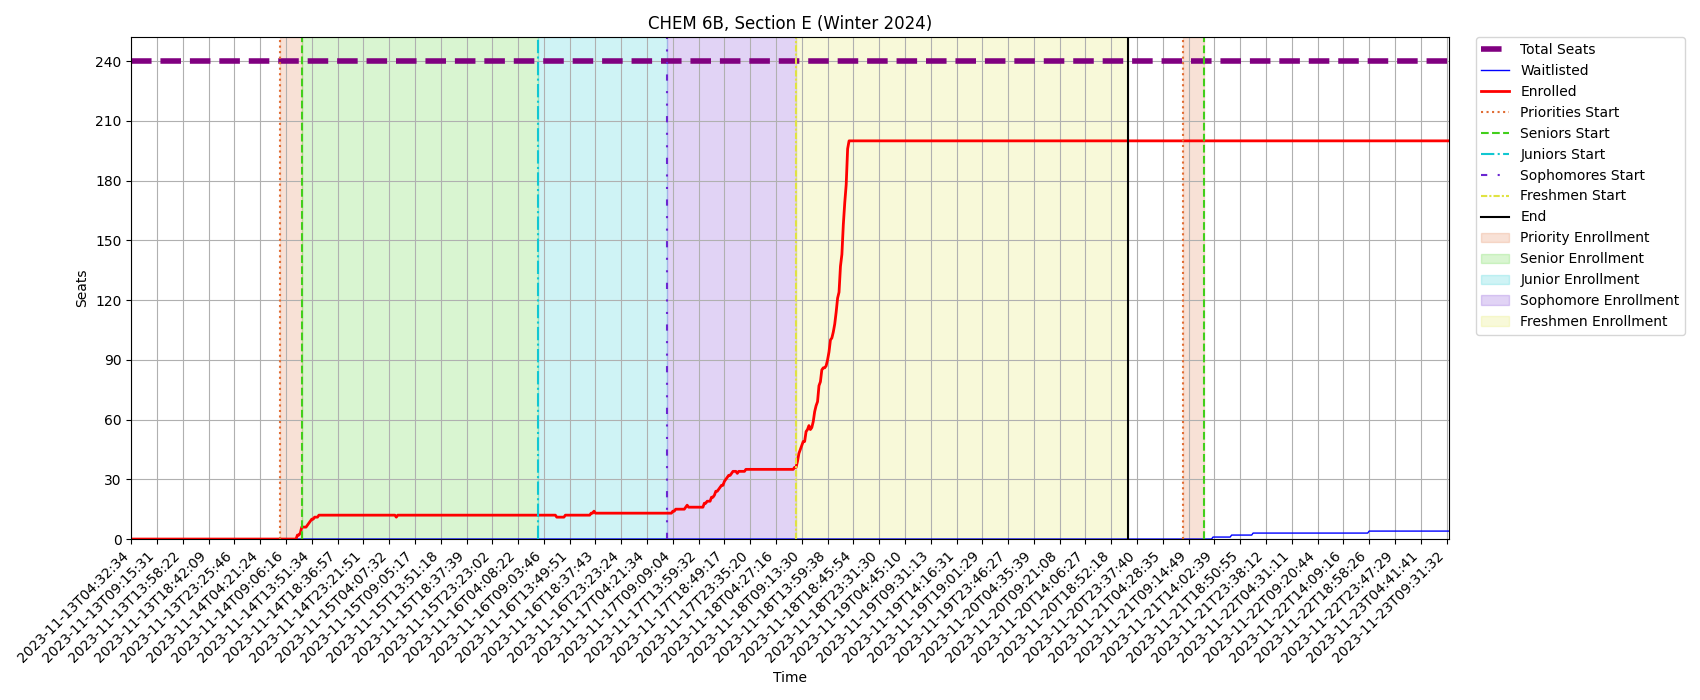 CHEM 6B, Section E (Winter 2024)
Seats
240
210
180
150
120
90
60
30
0
2023-11-13T04:32:34
2023-11-13T09:15:31
2023-11-13T13:58:22
2023-11-13T18:42:09
2023-11-13T23:25:46
2023-11-14T04:21:24
2023-11-14T09:06:16
2023-11-14T13:51:34
2023-11-14T18:36:57
2023-11-14T23:21:51
2023-11-15T04:07:32
2023-11-15T09:05:17
2023-11-15T13:51:18
2023-11-15T18:37:39
2023-11-15T23:23:02
2023-11-16T04:08:22
2023-11-16T09:03:46
2023-11-16T13:49:51
2023-11-16T18:37:43
2023-11-16T23:23:24
2023-11-17T04:21:34
2023-11-17T09:09:04
2023-11-17T13:59:32
2023-11-17T18:49:17
2023-11-17T23:35:20
2023-11-18T04:27:16
2023-11-18T09:13:30
2023-11-18T13:59:38
2023-11-18T18:45:54
2023-11-18T23:31:30
2023-11-19T04:45:10
2023-11-19T09:31:13
2023-11-19T14:16:31
2023-11-19T19:01:29
2023-11-19T23:46:27
2023-11-20T04:35:39
2023-11-20T09:21:08
2023-11-20T14:06:27
2023-11-20T18:52:18
2023-11-20T23:37:40
2023-11-21T04:28:35
2023-11-21T09:14:49
2023-11-21T14:02:39
2023-11-21T18:50:55
2023-11-21T23:38:12
2023-11-22T04:31:11
2023-11-22T09:20:44
2023-11-22T14:09:16
2023-11-22T18:58:26
2023-11-22T23:47:29
2023-11-23T04:41:41
2023-11-23T09:31:32
Time
Total Seats
Waitlisted
Enrolled
Priorities Start
Seniors Start
Juniors Start
Sophomores Start
Freshmen Start
End
Priority Enrollment
Senior Enrollment
Junior Enrollment
Sophomore Enrollment
Freshmen Enrollment